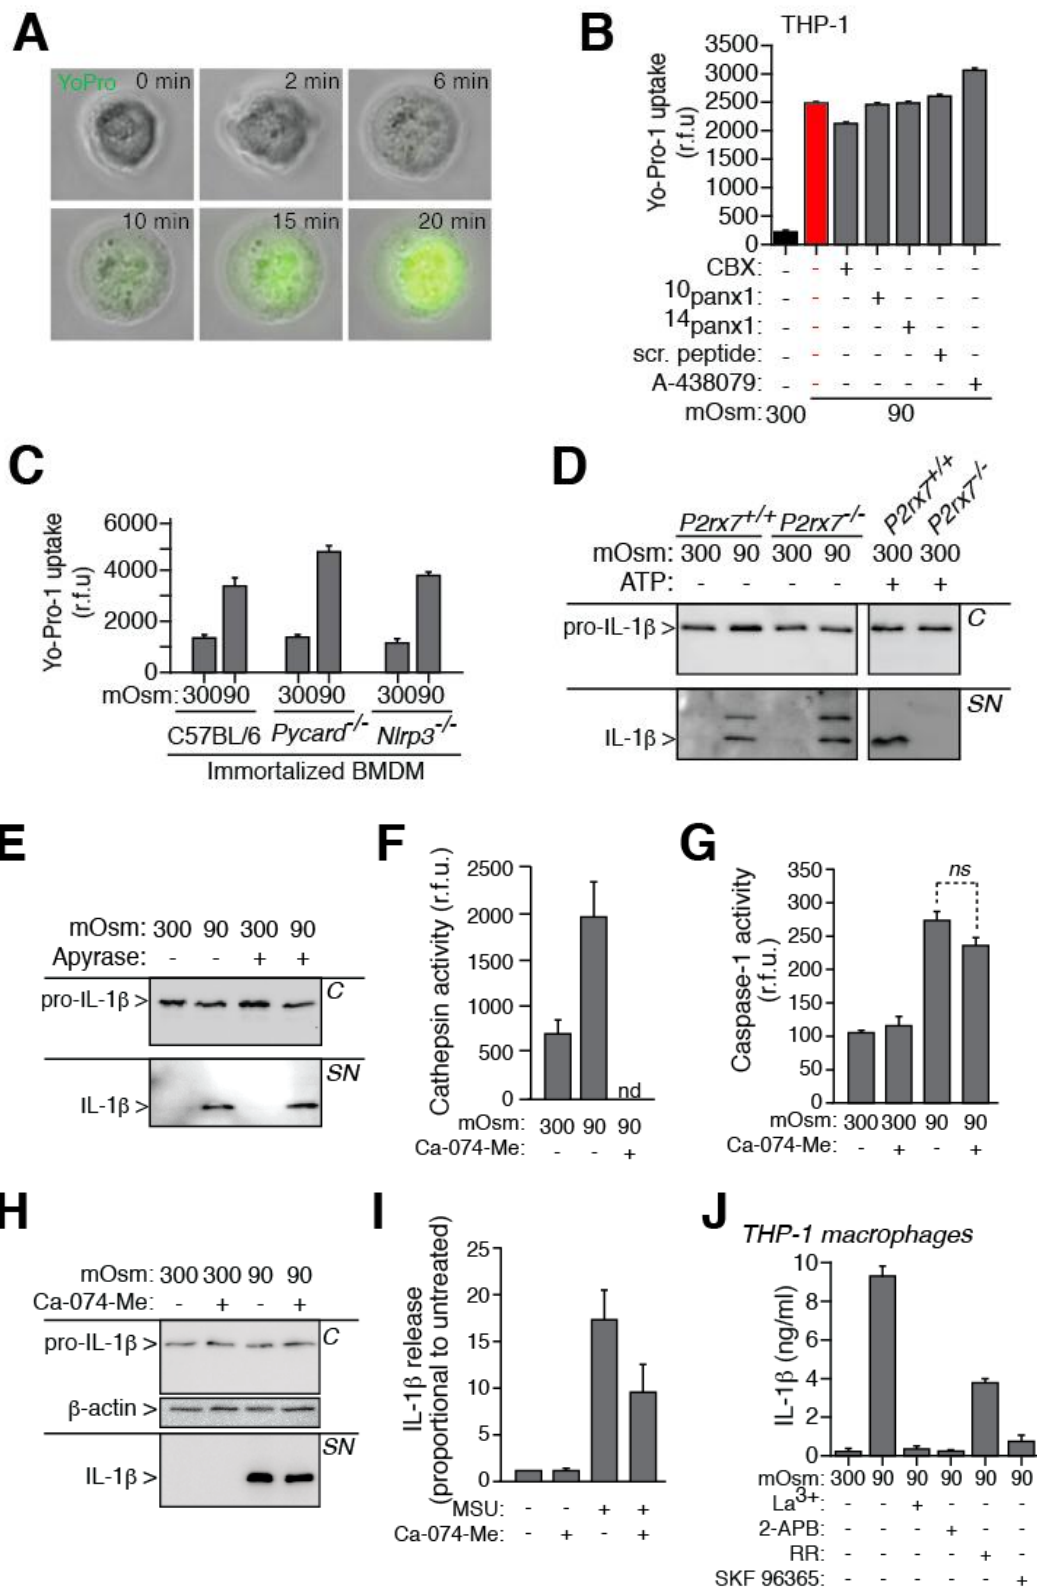 A
YoPro 0 min 2 min 6 min
10 min 15 min 20 min
B
THP-1
Yo-Pro-1 uptake
(r.f.u)
3500
3000
2500
2000
1500
1000
500
0
CBX: - - + - - - -
10panx1: - - - + - - -
14panx1: - - - - + - -
scr. peptide: - - - - - + -
A-438079: - - - - - - +
mOsm: 300 90
C
Yo-Pro-1 uptake
(r.f.u)
6000
4000
2000
0
mOsm: 300 90 300 90 300 90
C57BL/6 Pycard-/- Nlrp3-/-
Immortalized BMDM
D
P2rx7+/+ P2rx7-/- P2rx7+/+ P2rx7-/-
mOsm: 300 90 300 90 300 300
ATP: - - - - + +
pro-IL-1β > C
IL-1β > SN
E
mOsm: 300 90 300 90
Apyrase: - - + +
pro-IL-1β > C
SN
IL-1β >
F
Cathepsin activity (r.f.u.)
2500
2000
1500
1000
500
0
nd
mOsm: 300 90 90
Ca-074-Me: - - +
G
Caspase-1 activity
(r.f.u.)
350
300
250
200
150
100
50
0
ns
mOsm: 300 300 90 90
Ca-074-Me: - + - +
H
mOsm: 300 300 90 90
Ca-074-Me: - + - +
pro-IL-1β > C
β-actin >
SN
IL-1β >
I
IL-1β release
(proportional to untreated)
25
20
15
10
5
0
MSU: - - + +
Ca-074-Me: - + - +
J
THP-1 macrophages
IL-1β (ng/ml)
10
8
6
4
2
0
mOsm: 300 90 90 90 90 90
La3+: - - + - - -
2-APB: - - - + - -
RR: - - - - + -
SKF 96365: - - - - - +